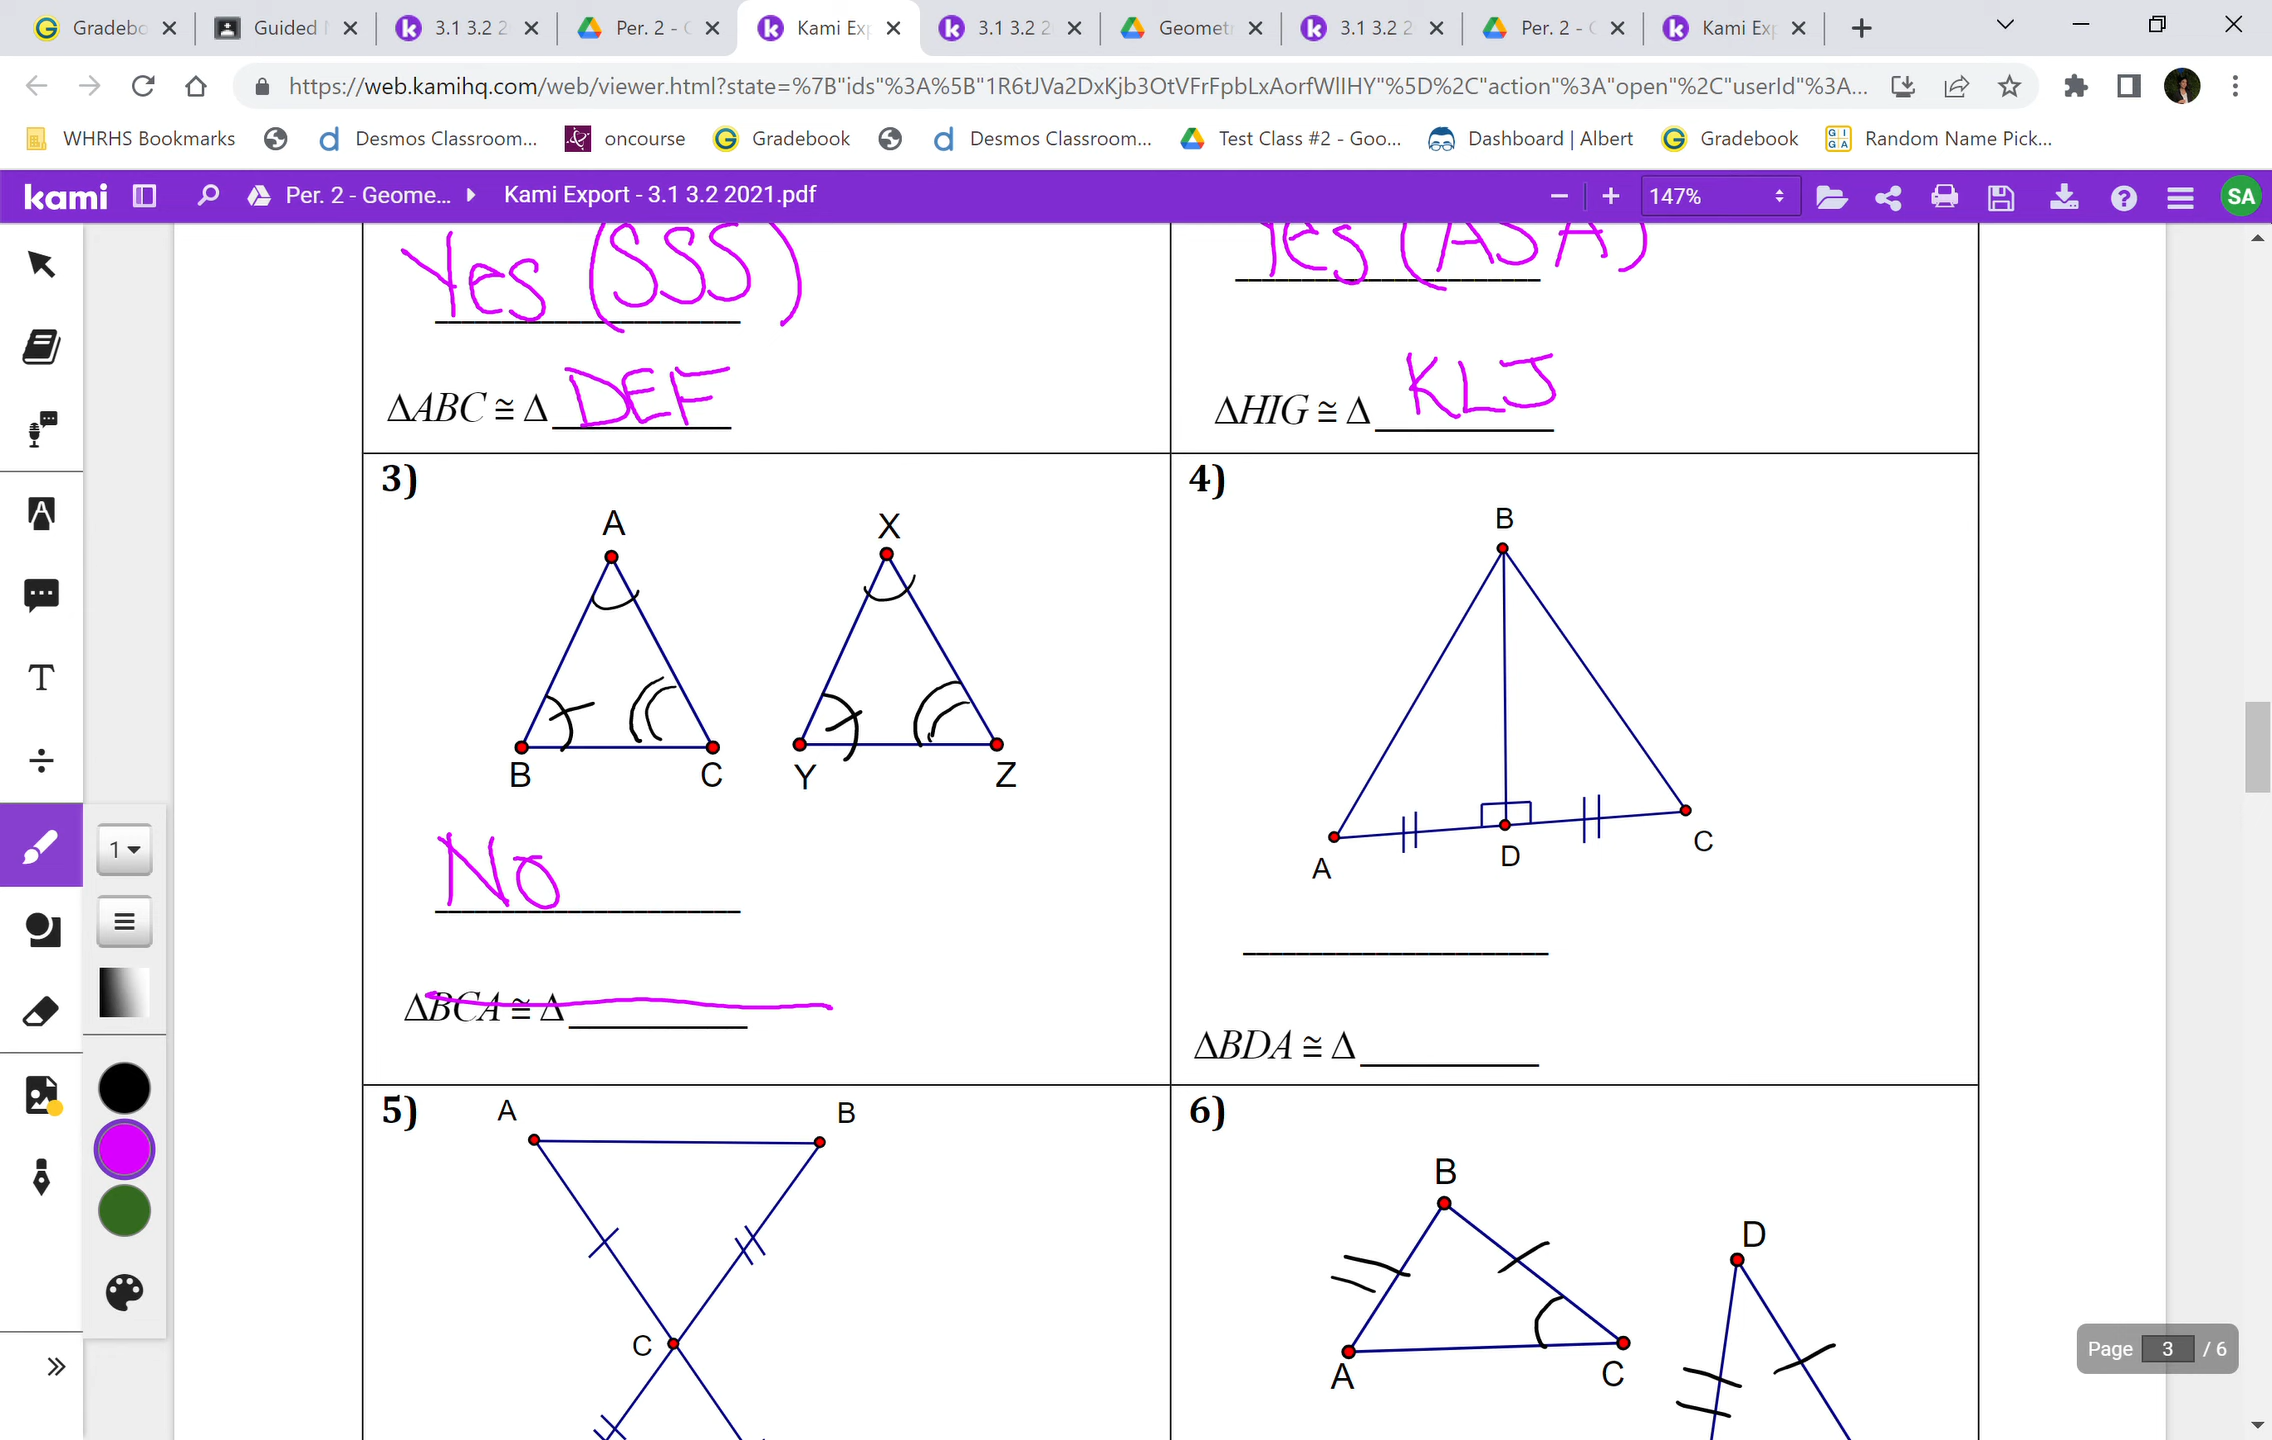 Gradebo
Guided
3.1 3.2 2
Per. 2 -
Kami Exp
3.1 3.2 2
Geomet
3.1 3.2 2
Per. 2 -
Kami Exp
https://web.kamihq.com/web/viewer.html?state=%7B"ids"%3A%5B"1R6tJVa2DxKjb3OtVFrFpbLxAorfWlIHY"%5D%2C"action"%3A"open"%2C"userId"%3A...
WHRHS Bookmarks
Desmos Classroom...
oncourse
Gradebook
Desmos Classroom...
Test Class #2 - Goo...
Dashboard | Albert
Gradebook
GI
GA
Random Name Pick...
kami
Per. 2 - Geome...
Kami Export - 3.1 3.2 2021.pdf
147%
SA
Yes (SSS)
Yes (ASA)
ΔABC ≅ Δ DEF
ΔHIG ≅ Δ KLJ
3)
A
X
B
C
Y
Z
No
ΔBCA ≅ Δ
4)
B
A
D
C
ΔBDA ≅ Δ
5)
A
B
C
6)
B
D
A
C
1
T
Page 3 / 6